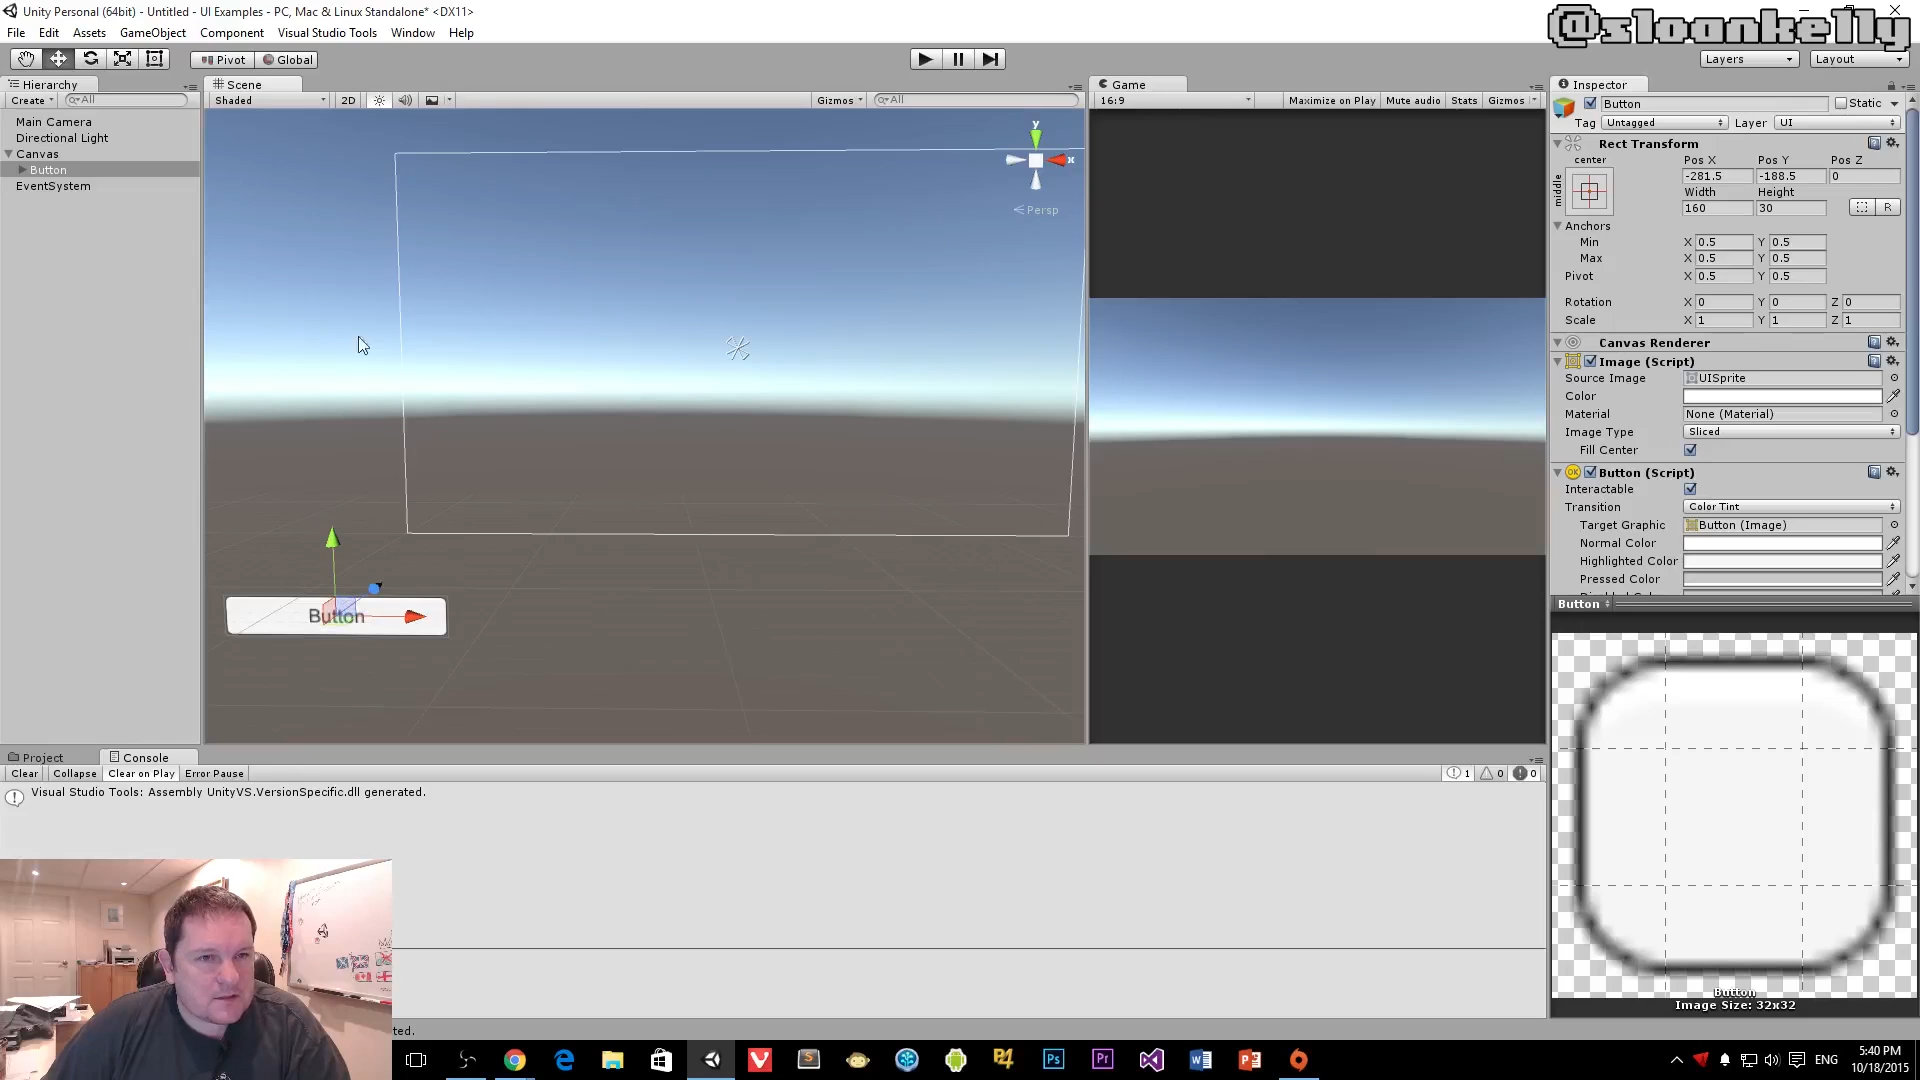 Unity Personal (64bit) - Untitled - UI Examples - PC, Mac & Linux Standalone* <DX11>
@sloankelly
File Edit Assets GameObject Component Visual Studio Tools Window Help
Pivot Global
Layers Layout
Hierarchy
Create All
Main Camera
Directional Light
Canvas
Button
EventSystem
Scene
Shaded 2D Gizmos All
y
x
Persp
Button
Game
16:9 Maximize on Play Mute audio Stats Gizmos
Inspector
Button Static
Tag Untagged Layer UI
Rect Transform
center Pos X Pos Y Pos Z
middle -281.5 -188.5 0
Width Height
160 30 R
Anchors
Min X 0.5 Y 0.5
Max X 0.5 Y 0.5
Pivot X 0.5 Y 0.5
Rotation X 0 Y 0 Z 0
Scale X 1 Y 1 Z 1
Canvas Renderer
Image (Script)
Source Image UISprite
Color
Material None (Material)
Image Type Sliced
Fill Center
OK Button (Script)
Interactable
Transition Color Tint
Target Graphic Button (Image)
Normal Color
Highlighted Color
Pressed Color
Button
Button
Image Size: 32x32
Project Console
Clear Collapse Clear on Play Error Pause 1 0 0
Visual Studio Tools: Assembly UnityVS.VersionSpecific.dll generated.
ted.
ENG 5:40 PM
10/18/2015